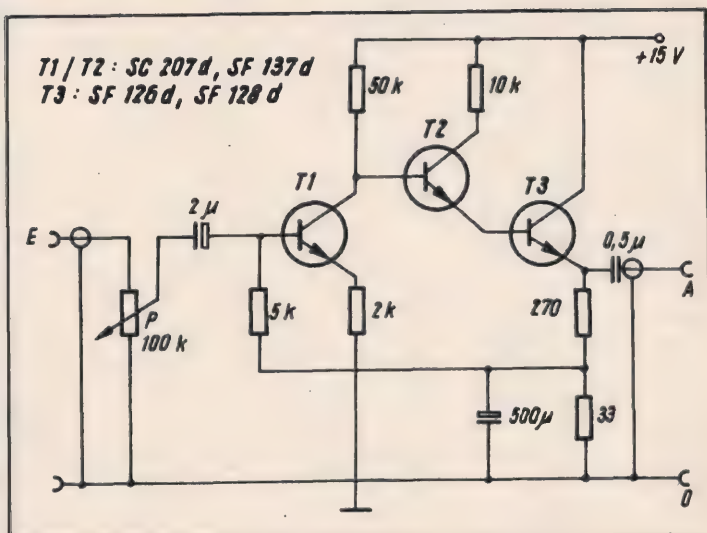 T1 / T2 : SC 207d, SF 137d
T3 : SF 126d, SF 128d
+15 V
50 k
10 k
T2
T1
T3
2 µ
E
0,5 µ
A
P
100 k
5 k
2 k
270
500µ
33
0